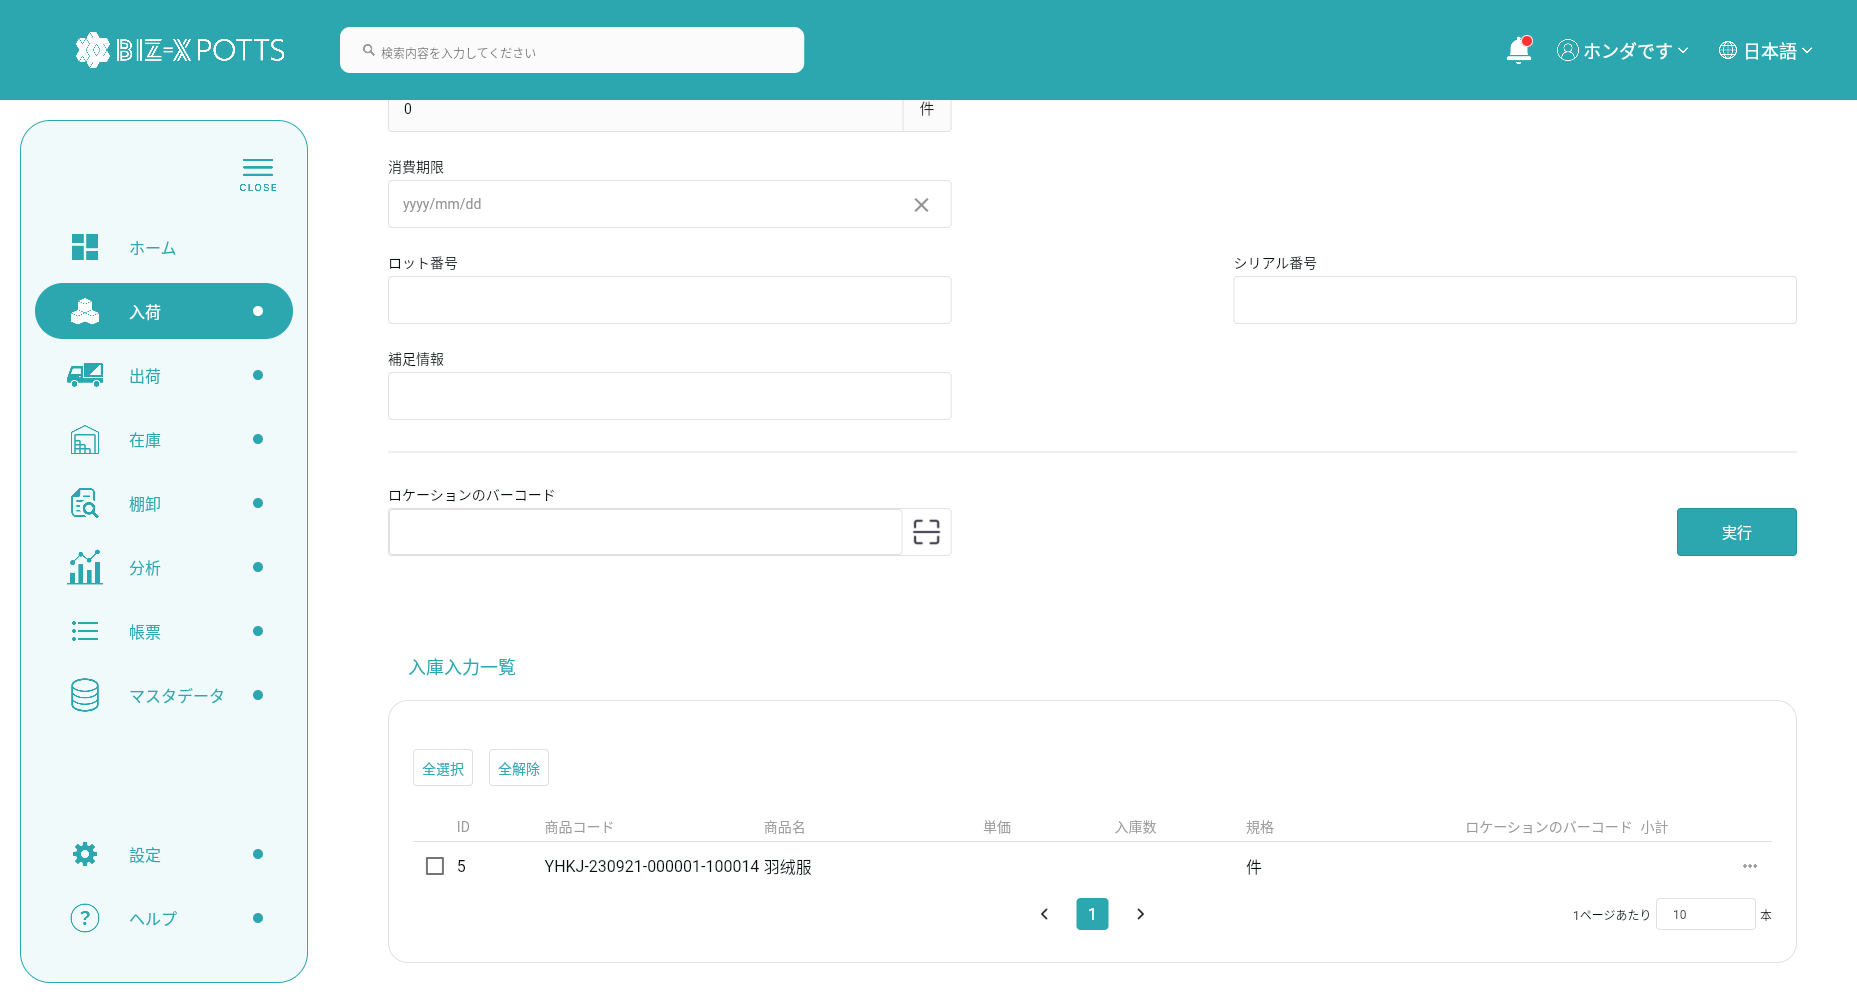 BIZ-X POTTS
検索内容を入力してください
ホンダです
日本語
CLOSE
ホーム
入荷
出荷
在庫
棚卸
分析
帳票
マスタデータ
設定
ヘルプ
0 件
消費期限
yyyy/mm/dd
ロット番号 シリアル番号
補足情報
ロケーションのバーコード
実行
入庫入力一覧
全選択 全解除
ID 商品コード 商品名 単価 入庫数 規格 ロケーションのバーコード 小計
5 YHKJ-230921-000001-100014 羽绒服 件 •••
1
1ページあたり 10 本